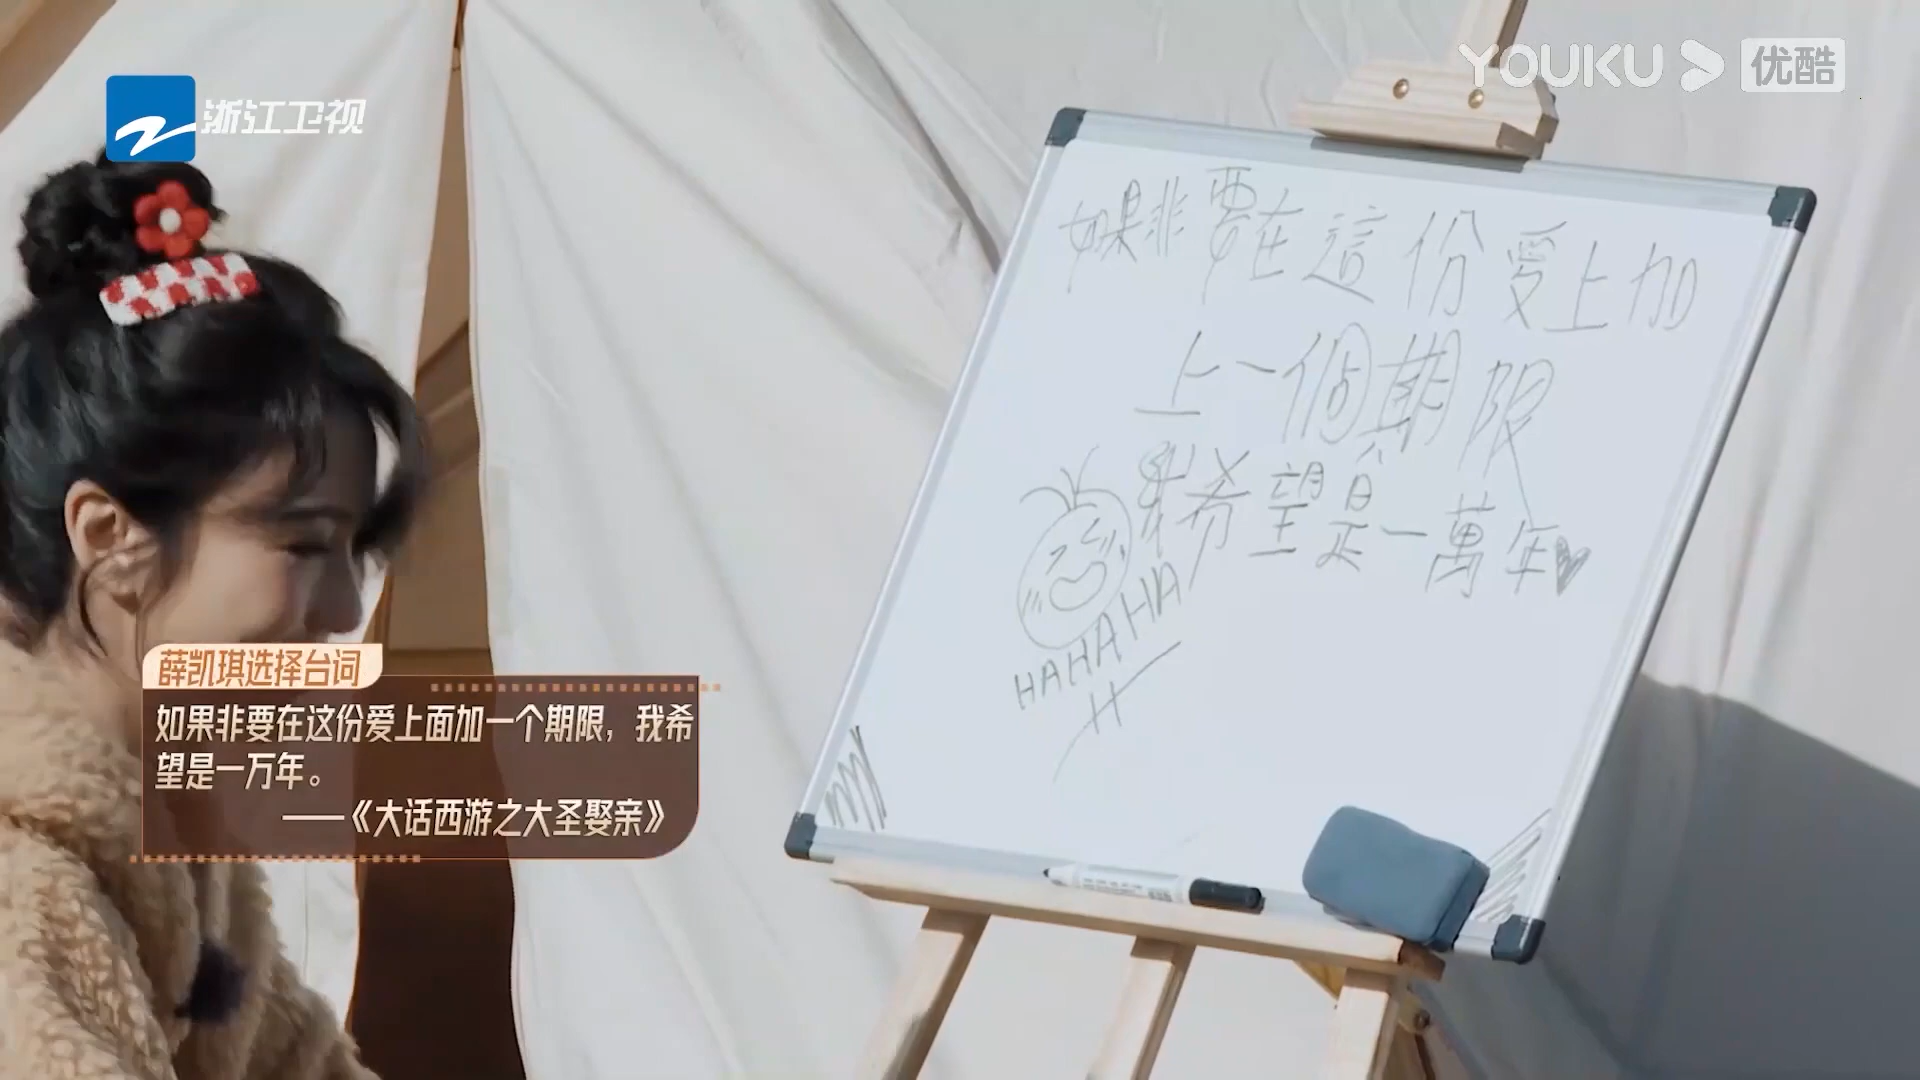 浙江卫视
YOUKU 优酷
如果非要在這份爱上加
上一個期限
我希望是一萬年
HAHAHAHA
薛凯琪选择台词
如果非要在这份爱上面加一个期限，我希
望是一万年。
——《大话西游之大圣娶亲》